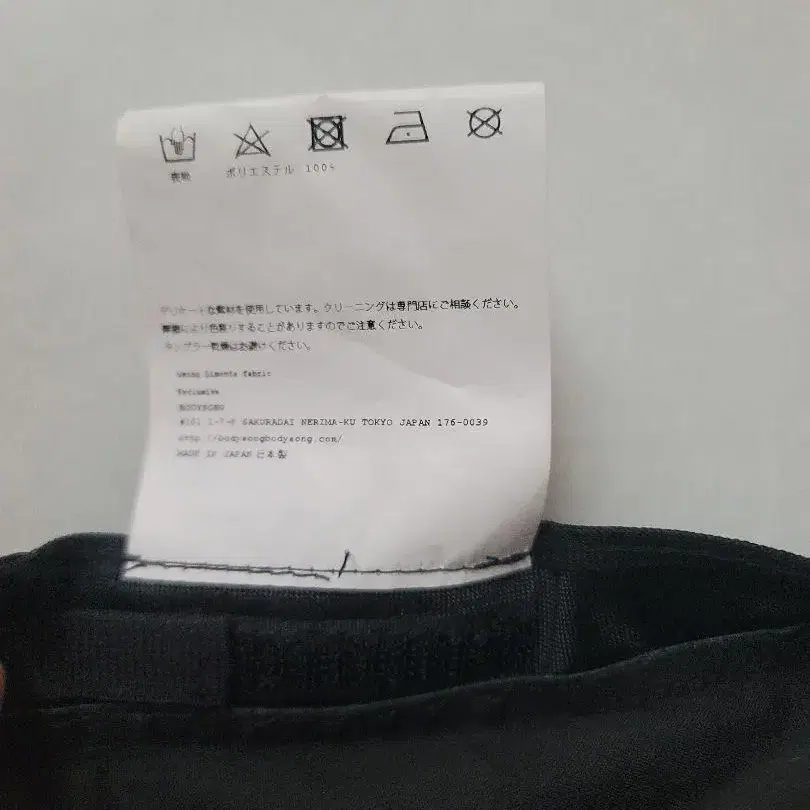 表地 ポリエステル 100%
デリケートな素材を使用しています。クリーニングは専門店にご相談ください。
摩擦により色落ちすることがありますのでご注意ください。
タンブラー乾燥はお避けください。
Limonta fabric
Exclusive
BODYSONG
#101 1-7-8 SAKURADAI NERIMA-KU TOKYO JAPAN 176-0039
http://bodysongbodysong.com/
MADE IN JAPAN 日本製